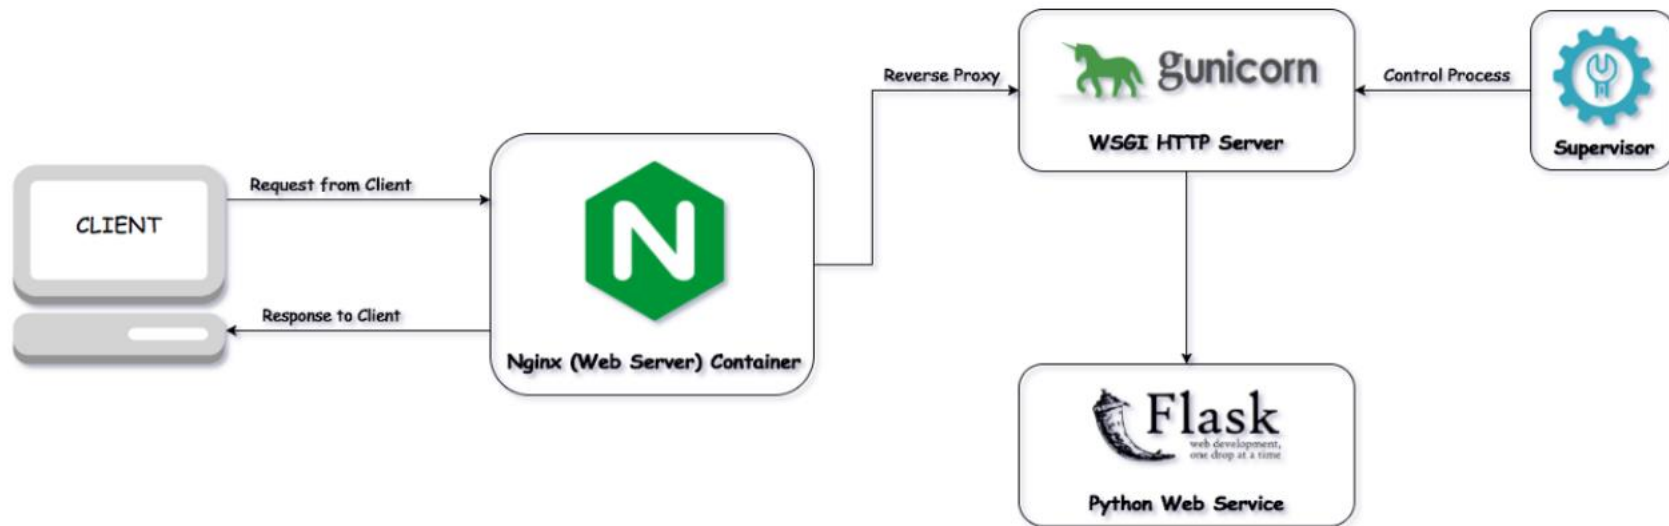 CLIENT
Request from Client
Response to Client
N
Nginx (Web Server) Container
Reverse Proxy
gunicorn
WSGI HTTP Server
Control Process
Supervisor
Flask
web development,
one drop at a time
Python Web Service